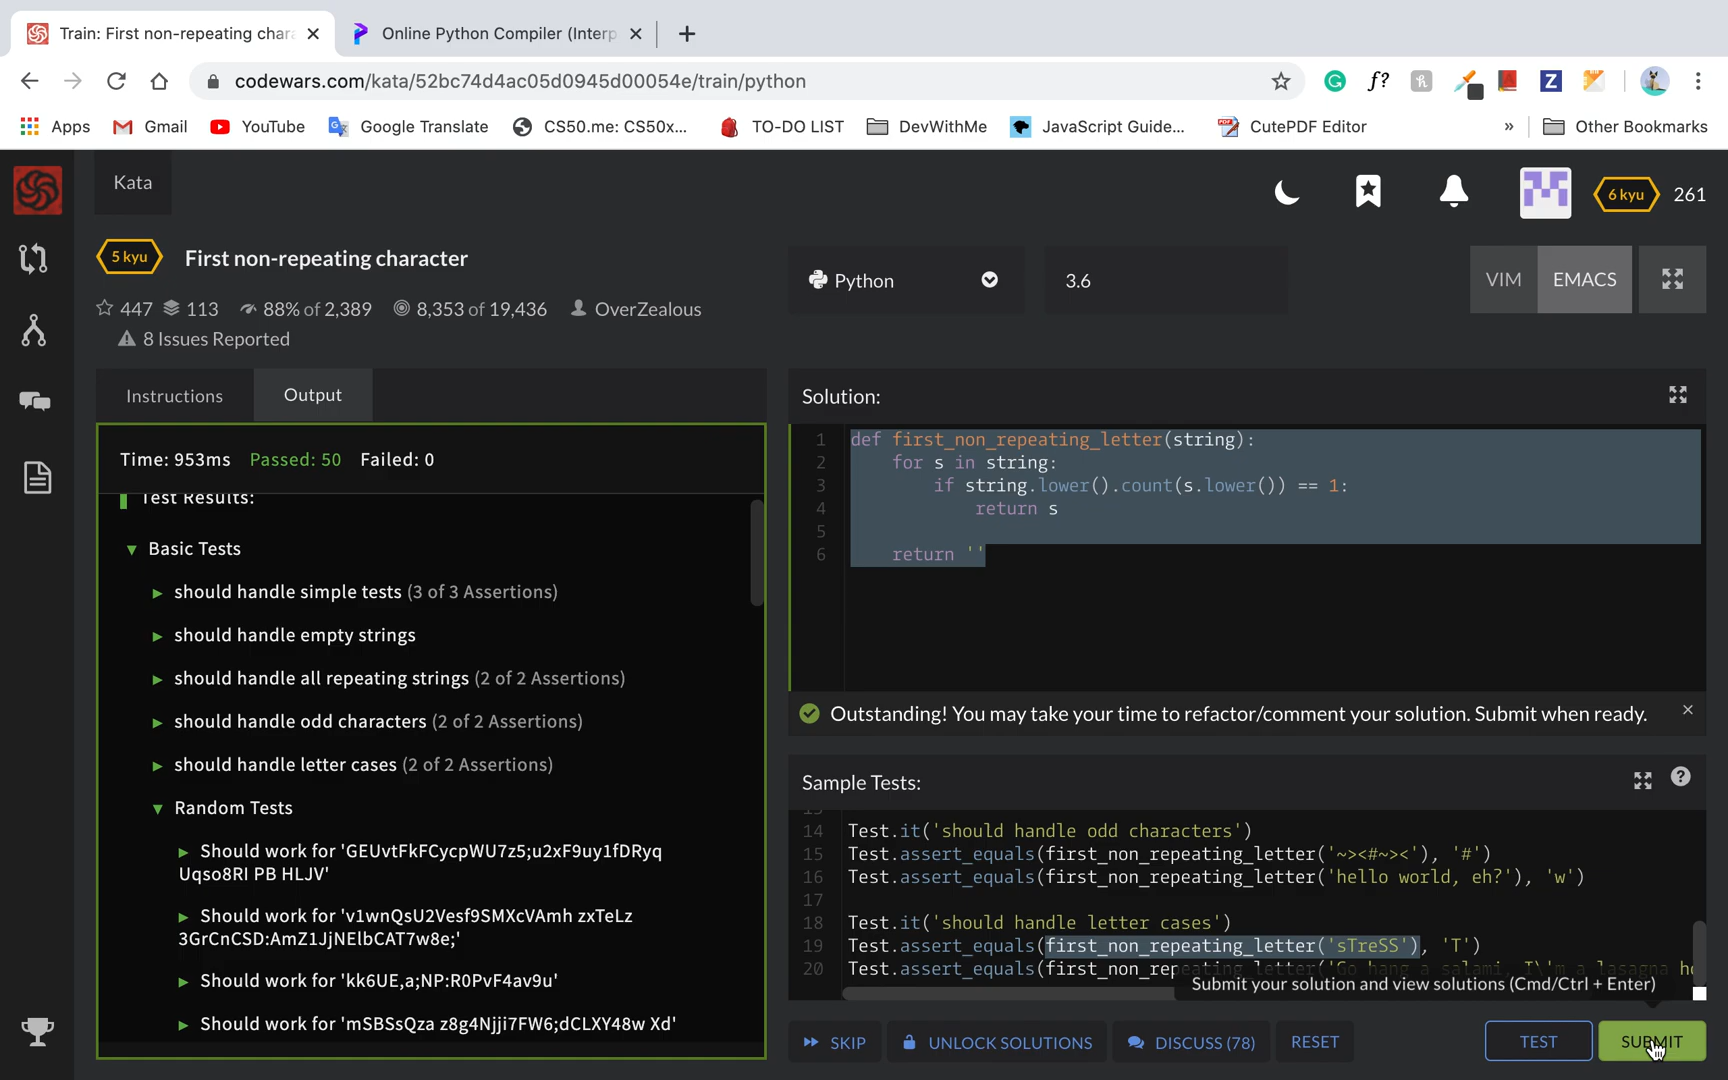 Train: First non-repeating chara
Online Python Compiler (Interp
codewars.com/kata/52bc74d4ac05d0945d00054e/train/python
f?
Z
Apps
Gmail
YouTube
Google Translate
CS50.me: CS50x...
TO-DO LIST
DevWithMe
JavaScript Guide...
CutePDF Editor
»
Other Bookmarks
Kata
6 kyu
261
5 kyu
First non-repeating character
447
113
88% of 2,389
8,353 of 19,436
OverZealous
8 Issues Reported
Python
3.6
VIM
EMACS
Instructions
Output
Time: 953ms Passed: 50 Failed: 0
Test Results:
Basic Tests
should handle simple tests (3 of 3 Assertions)
should handle empty strings
should handle all repeating strings (2 of 2 Assertions)
should handle odd characters (2 of 2 Assertions)
should handle letter cases (2 of 2 Assertions)
Random Tests
Should work for 'GEUvtFkFCycpWU7z5;u2xF9uy1fDRyq
Uqso8RI PB HLJV'
Should work for 'v1wnQsU2Vesf9SMXcVAmh zxTeLz
3GrCnCSD:AmZ1JjNElbCAT7w8e;'
Should work for 'kk6UE,a;NP:R0PvF4av9u'
Should work for 'mSBSsQza z8g4Njji7FW6;dCLXY48w Xd'
Solution:
1 def first_non_repeating_letter(string):
2 for s in string:
3 if string.lower().count(s.lower()) == 1:
4 return s
5
6 return ''
Outstanding! You may take your time to refactor/comment your solution. Submit when ready.
Sample Tests:
14 Test.it('should handle odd characters')
15 Test.assert_equals(first_non_repeating_letter('~><#~><'), '#')
16 Test.assert_equals(first_non_repeating_letter('hello world, eh?'), 'w')
17
18 Test.it('should handle letter cases')
19 Test.assert_equals(first_non_repeating_letter('sTreSS'), 'T')
20 Test.assert_equals(first_non_repeating_letter('Go hang a salami, I\'m a lasagna h
Submit your solution and view solutions (Cmd/Ctrl + Enter)
SKIP
UNLOCK SOLUTIONS
DISCUSS (78)
RESET
TEST
SUBMIT